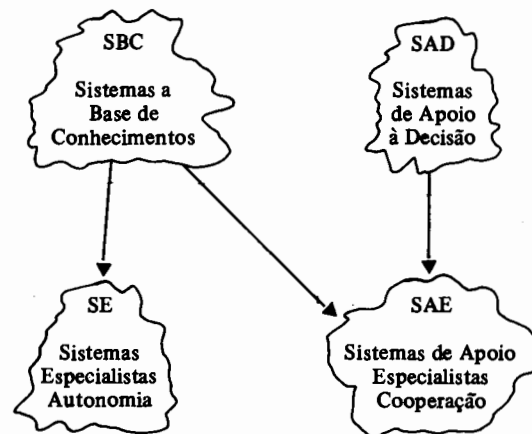 SBC
Sistemas a
Base de
Conhecimentos
SAD
Sistemas
de Apoio
à Decisão
SE
Sistemas
Especialistas
Autonomia
SAE
Sistemas de Apoio
Especialistas
Cooperação